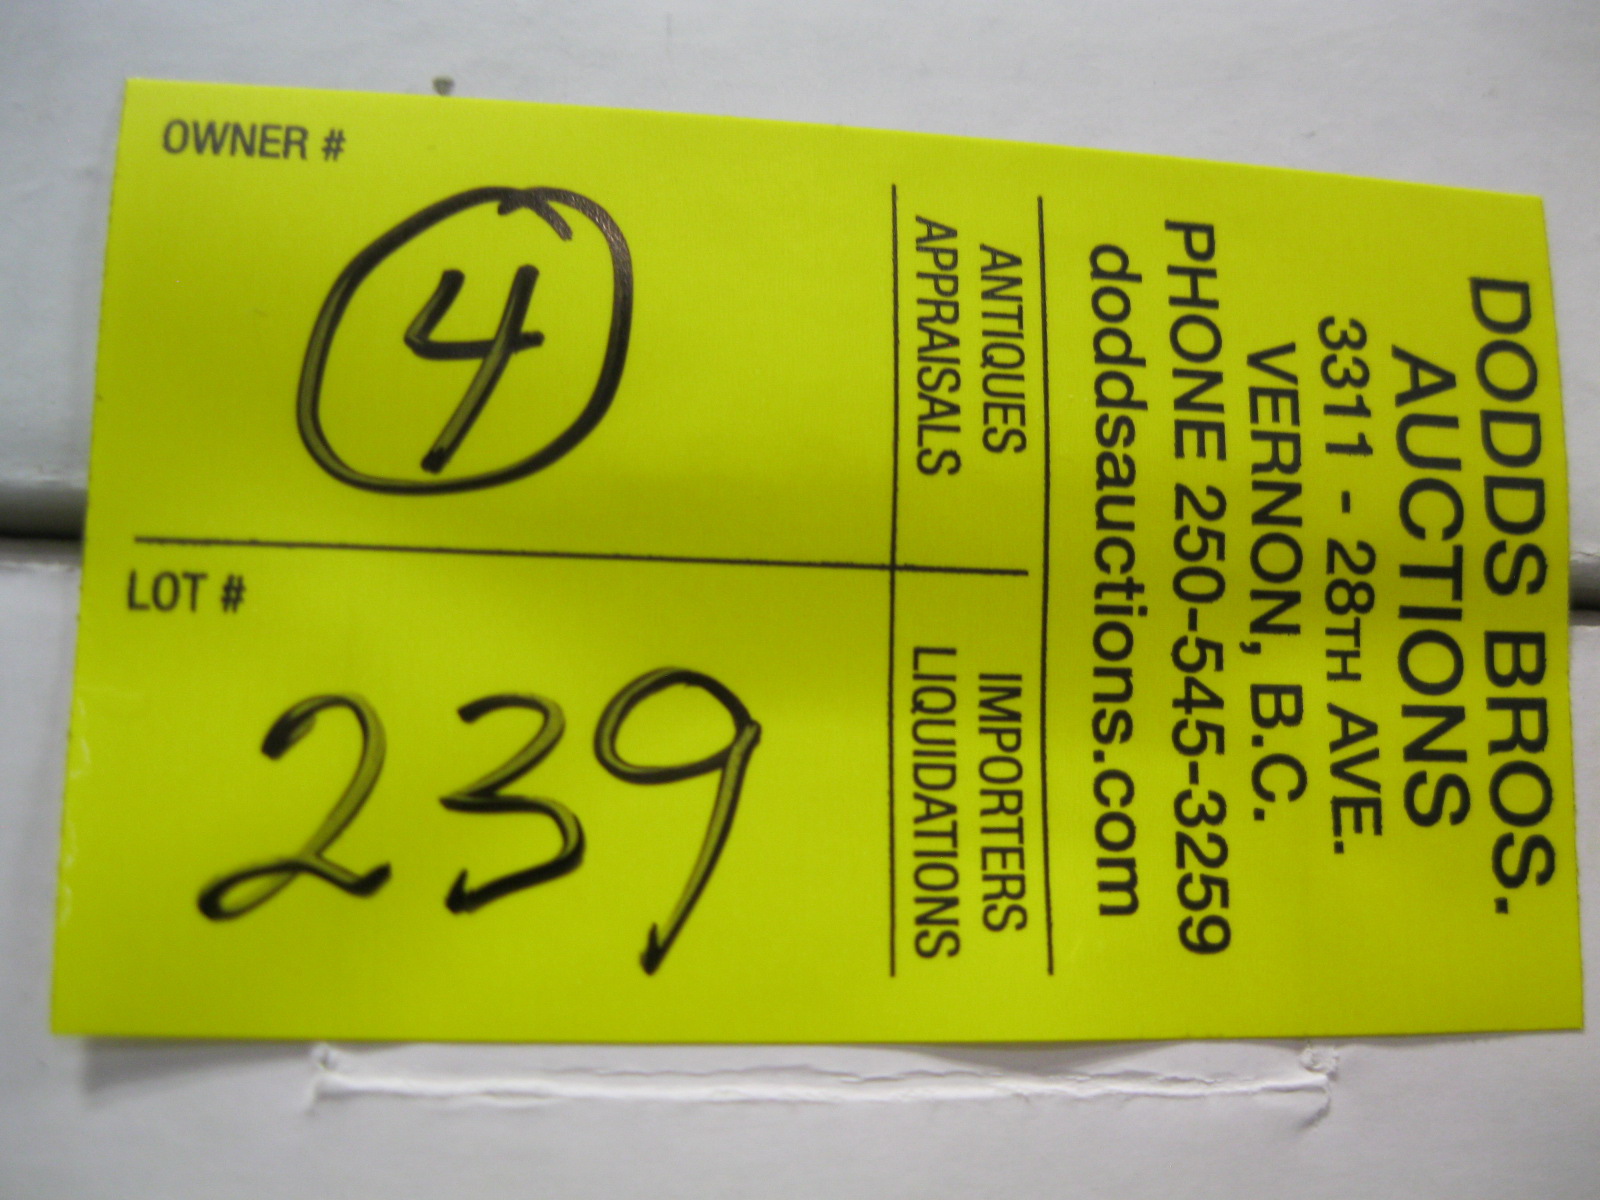 DODDS BROS.
AUCTIONS
3311 - 28TH AVE.
VERNON, B.C.
PHONE 250-545-3259
doddsauctions.com
ANTIQUES
APPRAISALS
IMPORTERS
LIQUIDATIONS
OWNER #
4
LOT #
239